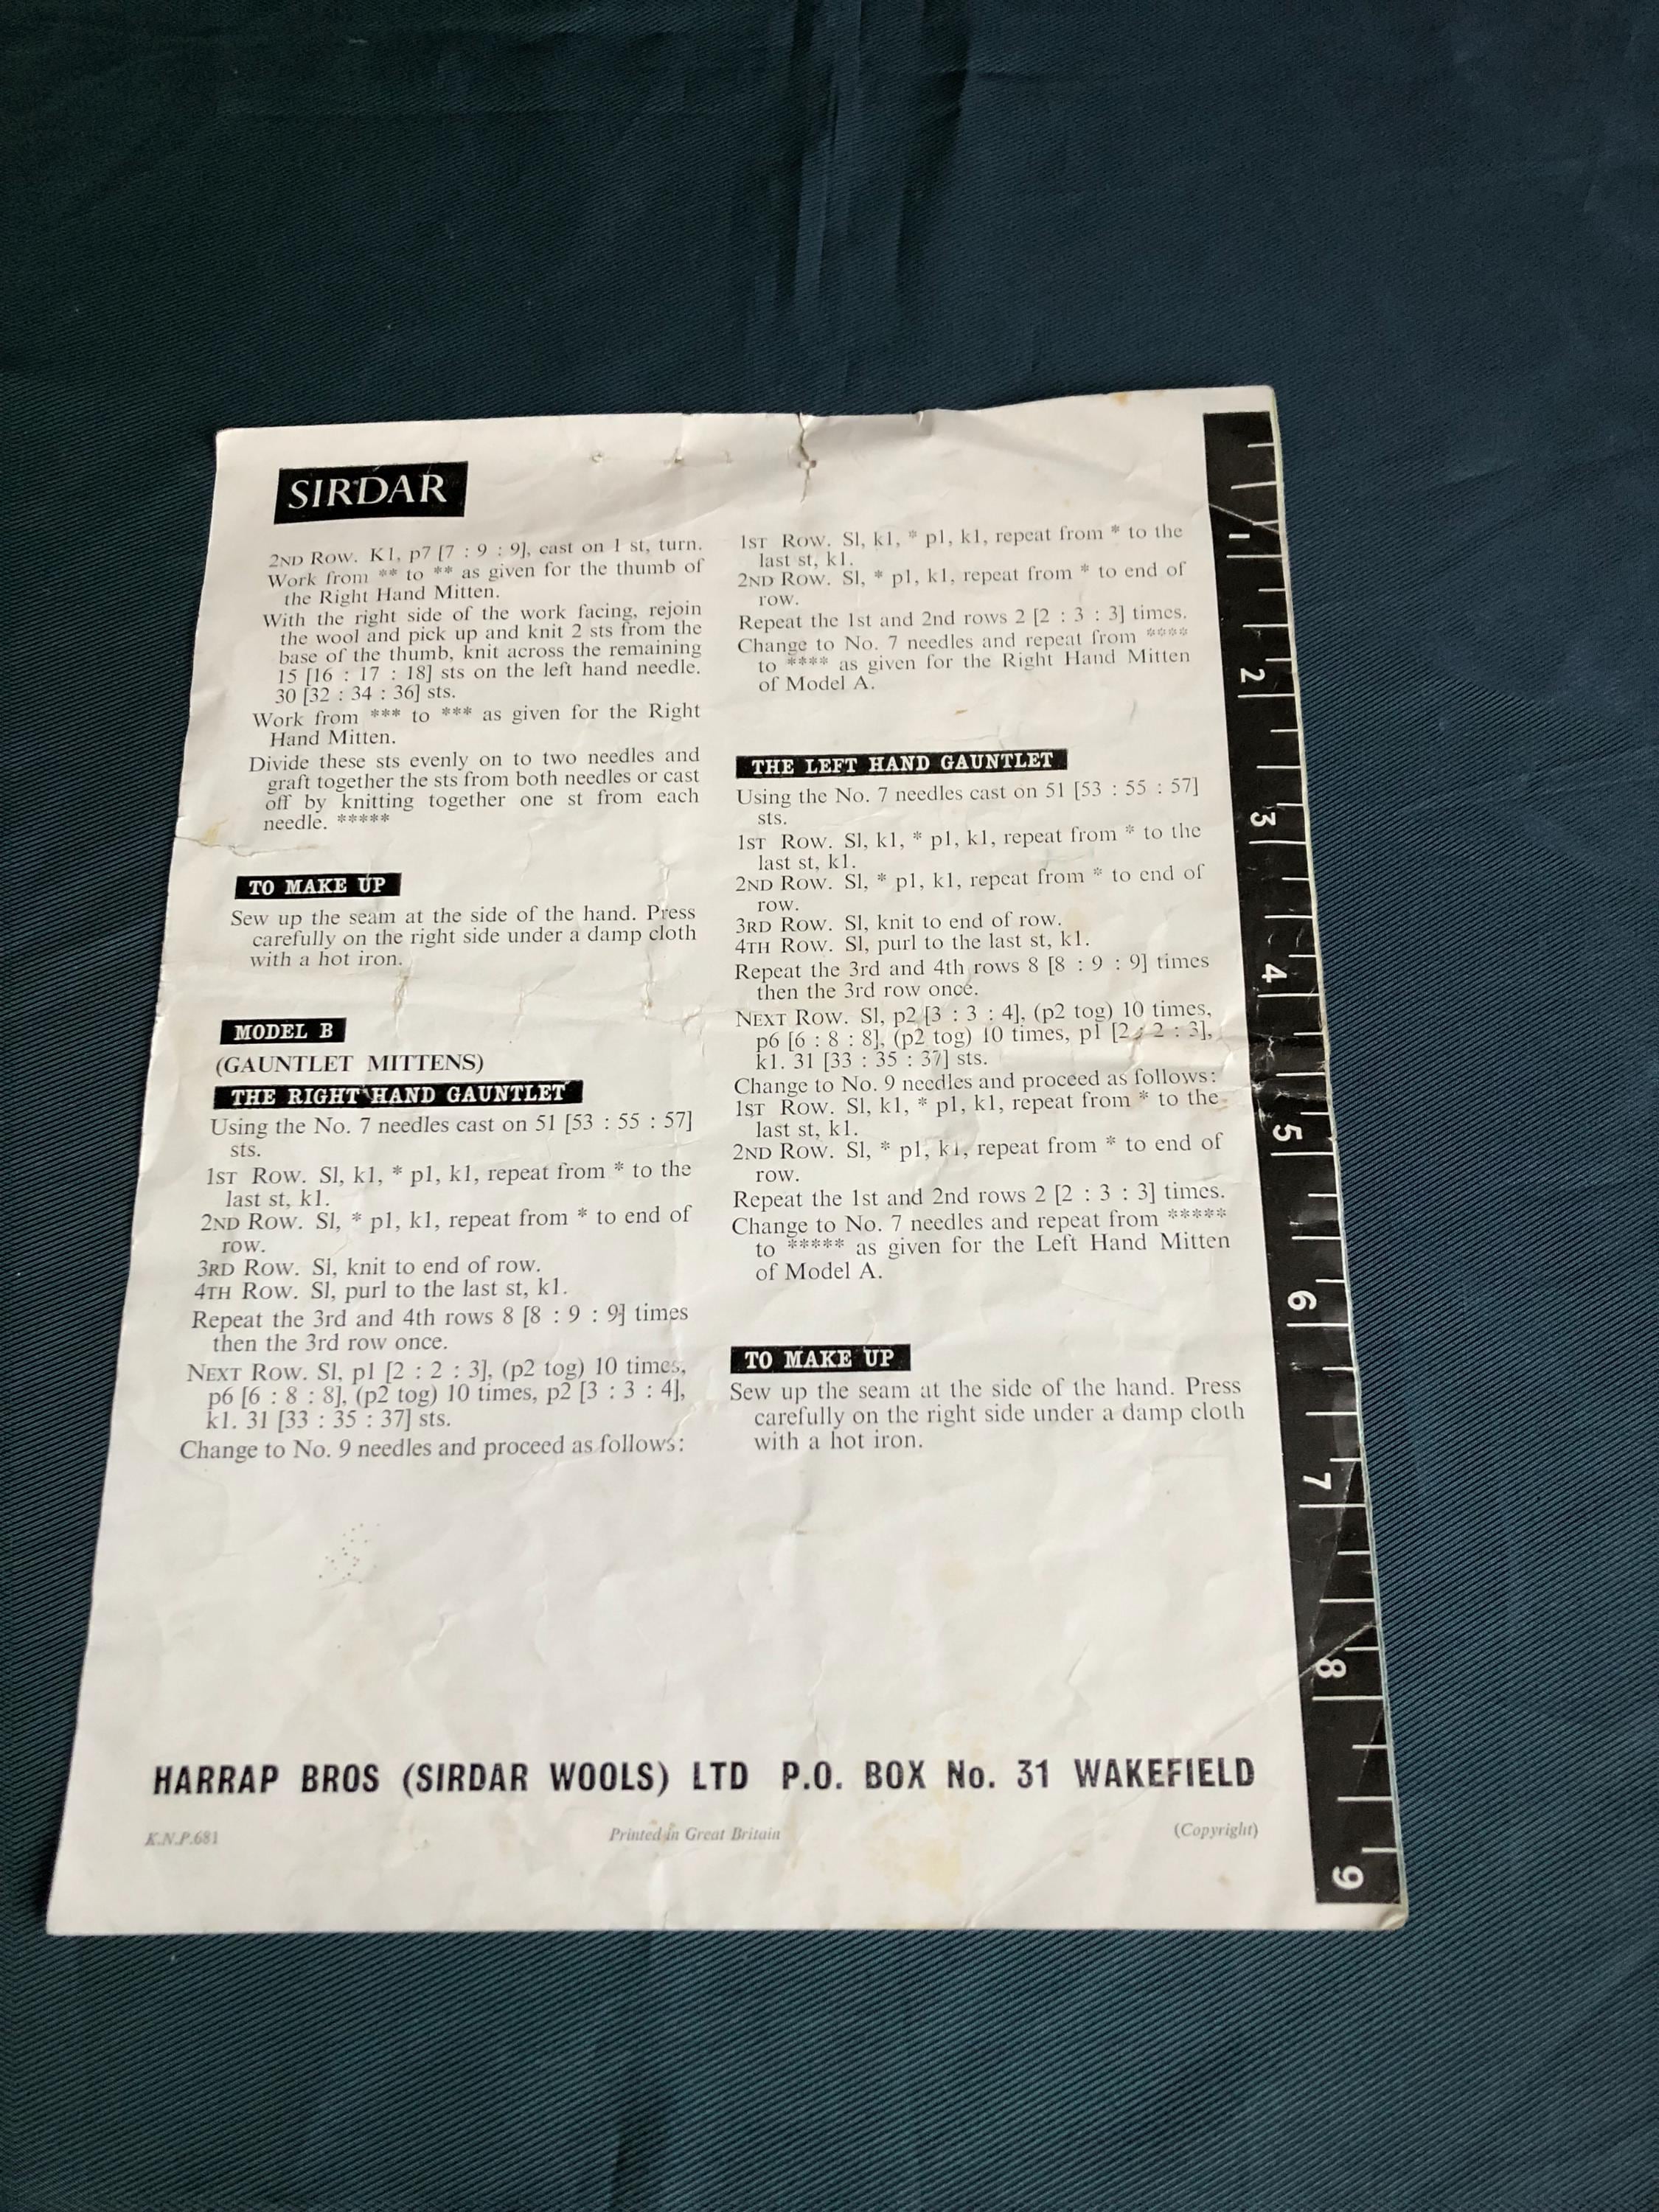 SIRDAR
2ND ROW. K1, p7 [7 : 9 : 9], cast on 1 st, turn.
Work from ** to ** as given for the thumb of
the Right Hand Mitten.
With the right side of the work facing, rejoin
the wool and pick up and knit 2 sts from the
base of the thumb, knit across the remaining
15 [16 : 17 : 18] sts on the left hand needle.
30 [32 : 34 : 36] sts.
Work from *** to *** as given for the Right
Hand Mitten.
Divide these sts evenly on to two needles and
graft together the sts from both needles or cast
off by knitting together one st from each
needle. *****
TO MAKE UP
Sew up the seam at the side of the hand. Press
carefully on the right side under a damp cloth
with a hot iron.
MODEL B
(GAUNTLET MITTENS)
THE RIGHT HAND GAUNTLET
Using the No. 7 needles cast on 51 [53 : 55 : 57]
sts.
1ST ROW. Sl, k1, * p1, k1, repeat from * to the
last st, k1.
2ND ROW. Sl, * p1, k1, repeat from * to end of
row.
3RD ROW. Sl, knit to end of row.
4TH ROW. Sl, purl to the last st, k1.
Repeat the 3rd and 4th rows 8 [8 : 9 : 9] times
then the 3rd row once.
NEXT ROW. Sl, p1 [2 : 2 : 3], (p2 tog) 10 times,
p6 [6 : 8 : 8], (p2 tog) 10 times, p2 [3 : 3 : 4],
k1. 31 [33 : 35 : 37] sts.
Change to No. 9 needles and proceed as follows:
1ST ROW. Sl, k1, * p1, k1, repeat from * to the
last st, k1.
2ND ROW. Sl, * p1, k1, repeat from * to end of
row.
Repeat the 1st and 2nd rows 2 [2 : 3 : 3] times.
Change to No. 7 needles and repeat from ****
to **** as given for the Right Hand Mitten
of Model A.
THE LEFT HAND GAUNTLET
Using the No. 7 needles cast on 51 [53 : 55 : 57]
sts.
1ST ROW. Sl, k1, * p1, k1, repeat from * to the
last st, k1.
2ND ROW. Sl, * p1, k1, repeat from * to end of
row.
3RD ROW. Sl, knit to end of row.
4TH ROW. Sl, purl to the last st, k1.
Repeat the 3rd and 4th rows 8 [8 : 9 : 9] times
then the 3rd row once.
NEXT ROW. Sl, p2 [3 : 3 : 4], (p2 tog) 10 times,
p6 [6 : 8 : 8], (p2 tog) 10 times, p1 [2 : 2 : 3],
k1. 31 [33 : 35 : 37] sts.
Change to No. 9 needles and proceed as follows:
1ST ROW. Sl, k1, * p1, k1, repeat from * to the
last st, k1.
2ND ROW. Sl, * p1, k1, repeat from * to end of
row.
Repeat the 1st and 2nd rows 2 [2 : 3 : 3] times.
Change to No. 7 needles and repeat from *****
to ***** as given for the Left Hand Mitten
of Model A.
TO MAKE UP
Sew up the seam at the side of the hand. Press
carefully on the right side under a damp cloth
with a hot iron.
HARRAP BROS (SIRDAR WOOLS) LTD P.O. BOX No. 31 WAKEFIELD
K.N.P.681 Printed in Great Britain (Copyright)
1
2
3
4
5
6
7
8
9